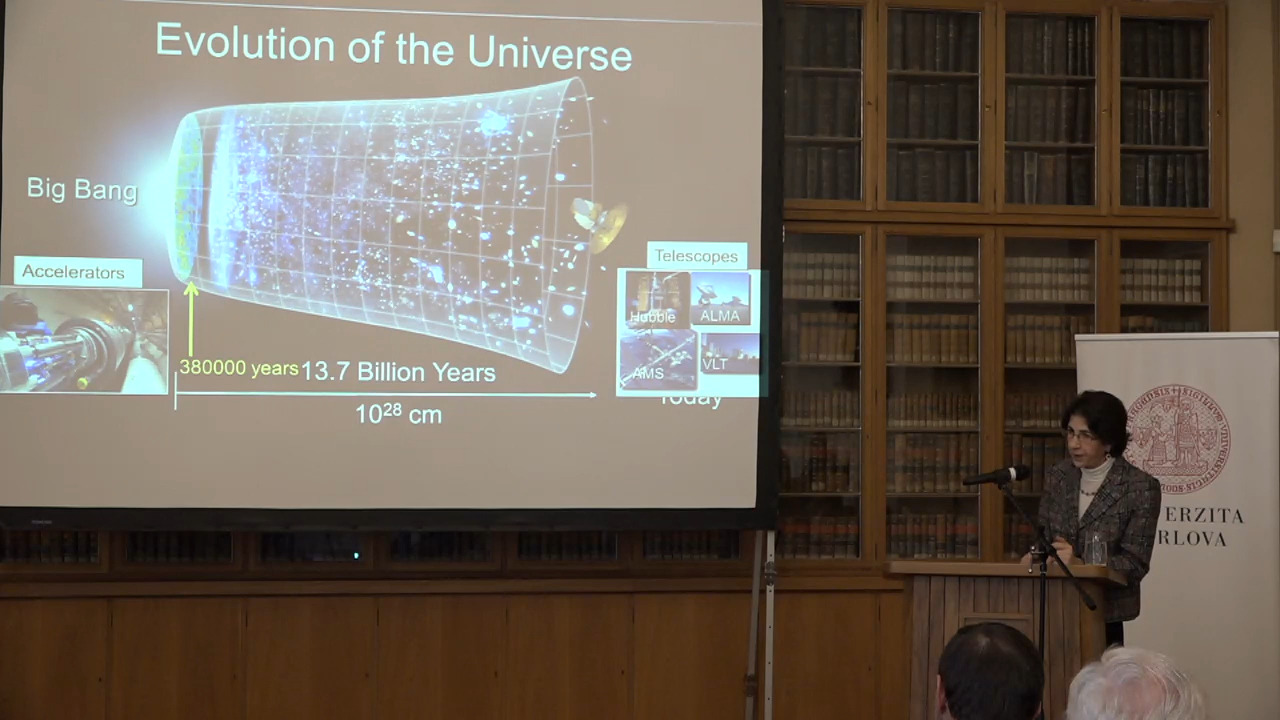 Evolution of the Universe
Big Bang
Accelerators
Telescopes
Hubble
ALMA
AMS
VLT
380000 years
13.7 Billion Years
Today
10²⁸ cm
ERZITA
RLOVA